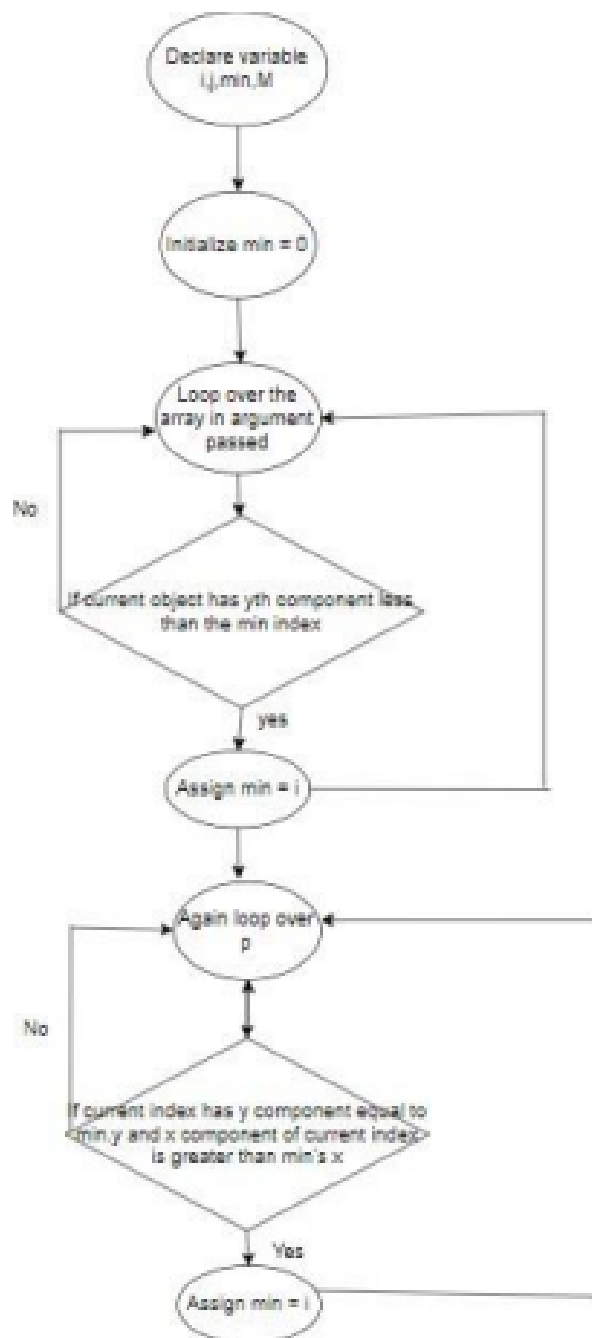 Declare variable
i,j,min,M
Initialize min = 0
Loop over the
array in argument
passed
No
If current object has yth component less
than the min index
yes
Assign min = i
Again loop over
p
No
If current index has y component equal to
min.y and x component of current index
is greater than min's x
Yes
Assign min = i